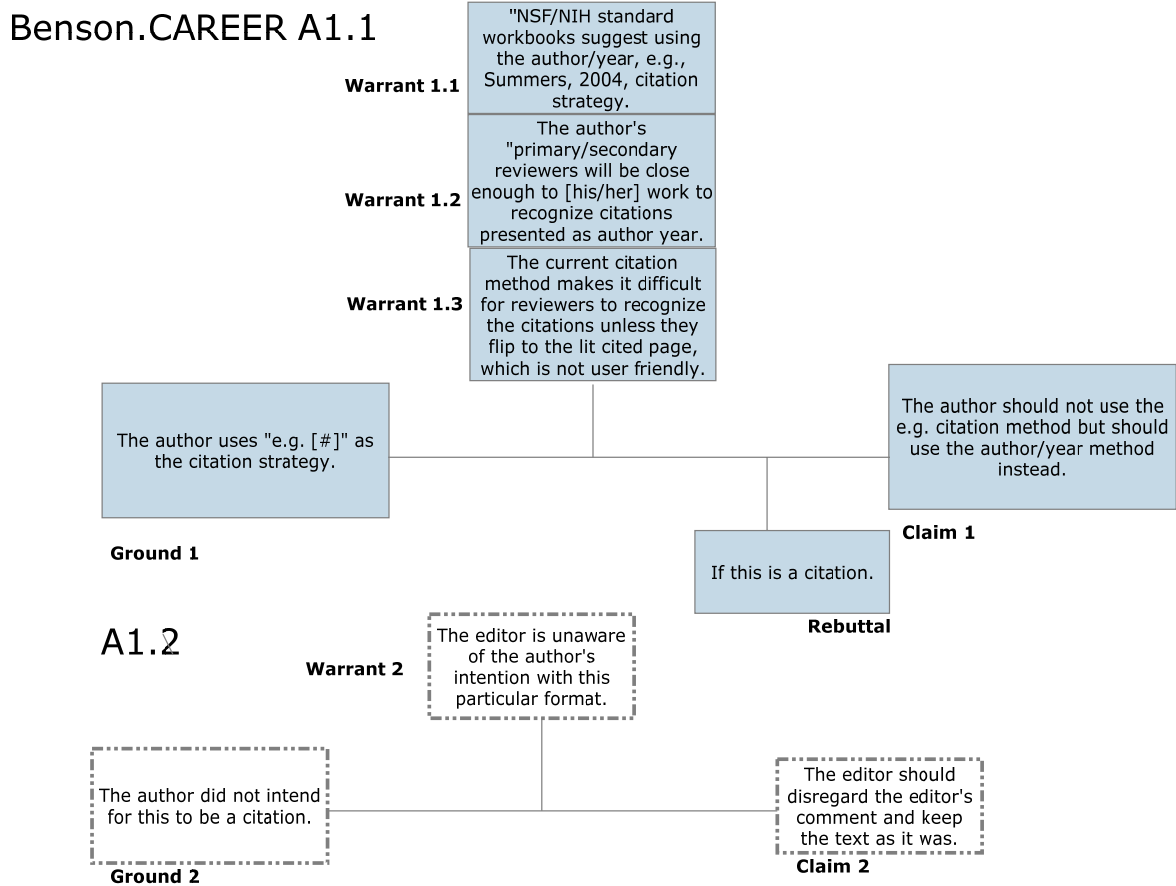 Benson.CAREER A1.1
"NSF/NIH standard
workbooks suggest using
the author/year, e.g.,
Summers, 2004, citation
strategy.
Warrant 1.1
The author's
"primary/secondary
reviewers will be close
enough to [his/her] work to
recognize citations
presented as author year.
Warrant 1.2
The current citation
method makes it difficult
for reviewers to recognize
the citations unless they
flip to the lit cited page,
which is not user friendly.
Warrant 1.3
The author uses "e.g. [#]" as
the citation strategy.
Ground 1
The author should not use the
e.g. citation method but should
use the author/year method
instead.
Claim 1
If this is a citation.
Rebuttal
A1.2
The editor is unaware
of the author's
intention with this
particular format.
Warrant 2
The author did not intend
for this to be a citation.
Ground 2
The editor should
disregard the editor's
comment and keep
the text as it was.
Claim 2